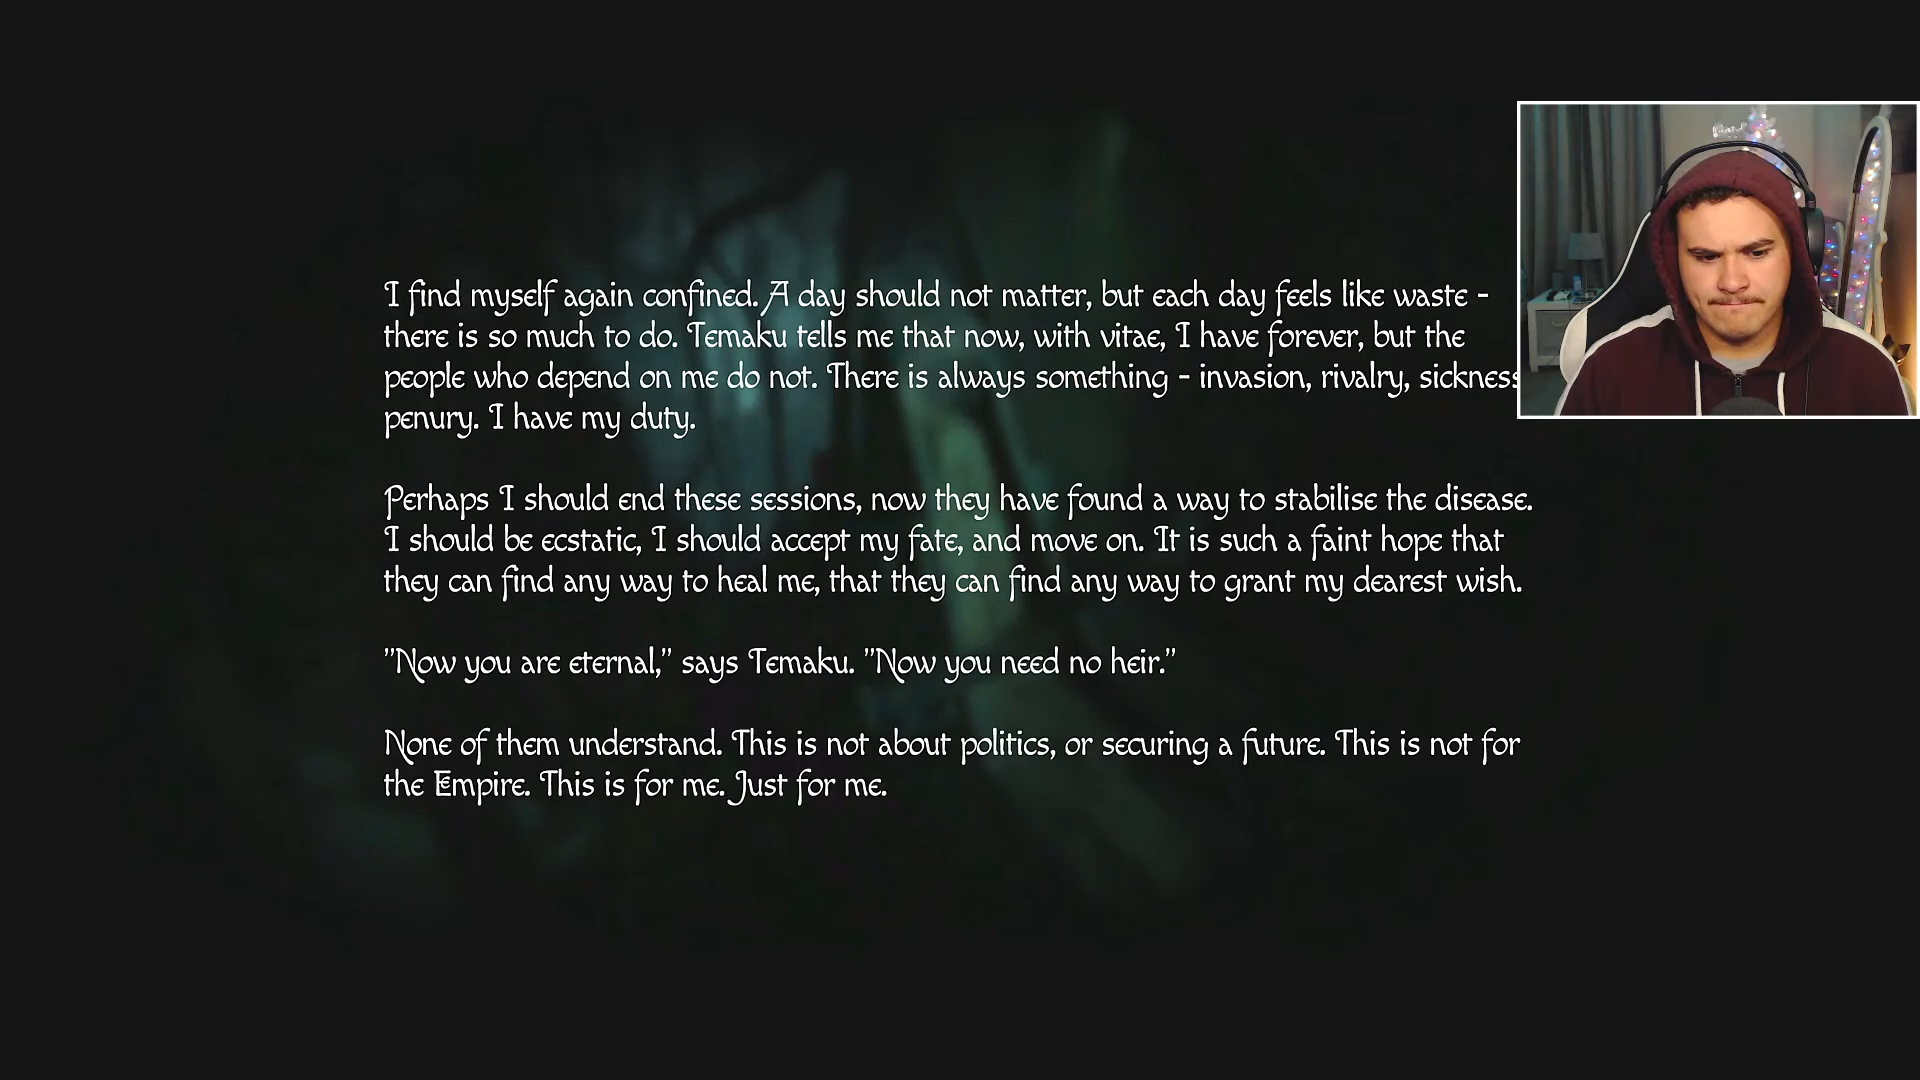 I find myself again confined. A day should not matter, but each day feels like waste -
there is so much to do. Temaku tells me that now, with vitae, I have forever, but the
people who depend on me do not. There is always something - invasion, rivalry, sickness
penury. I have my duty.
Perhaps I should end these sessions, now they have found a way to stabilise the disease.
I should be ecstatic, I should accept my fate, and move on. It is such a faint hope that
they can find any way to heal me, that they can find any way to grant my dearest wish.
"Now you are eternal," says Temaku. "Now you need no heir."
None of them understand. This is not about politics, or securing a future. This is not for
the Empire. This is for me. Just for me.